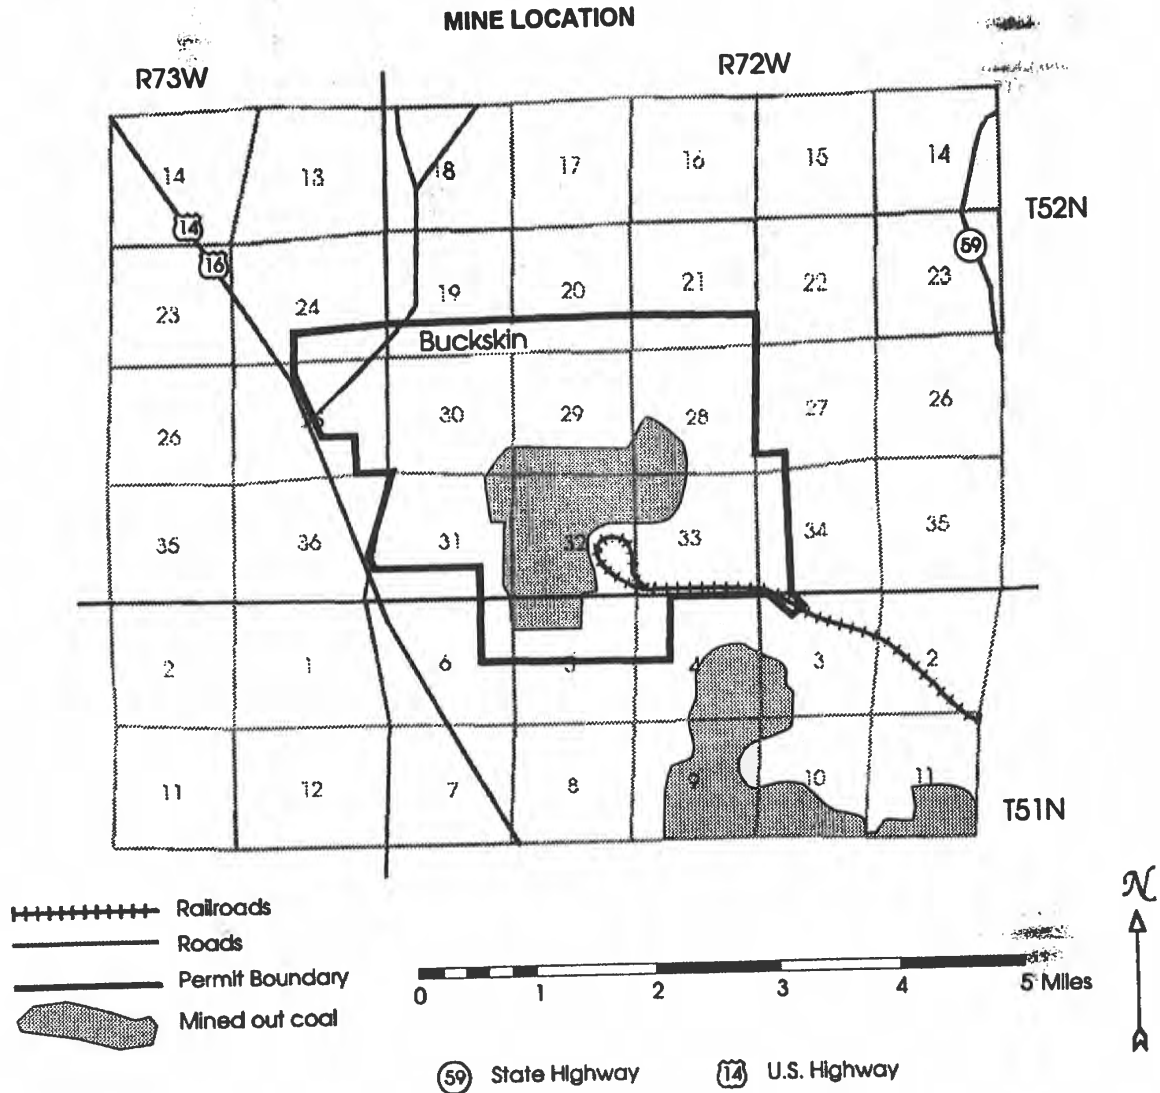 MINE LOCATION
R73W
R72W
14 13 18 17 16 15 14
T52N
14
16
59
23 24 19 20 21 22 23
Buckskin
26 30 29 28 27 26
35 36 31 32 33 34 35
2 1 6 5 4 3 2
11 12 7 8 9 10 11
T51N
N
Railroads
Roads
Permit Boundary
Mined out coal
0 1 2 3 4 5 Miles
59 State Highway 14 U.S. Highway